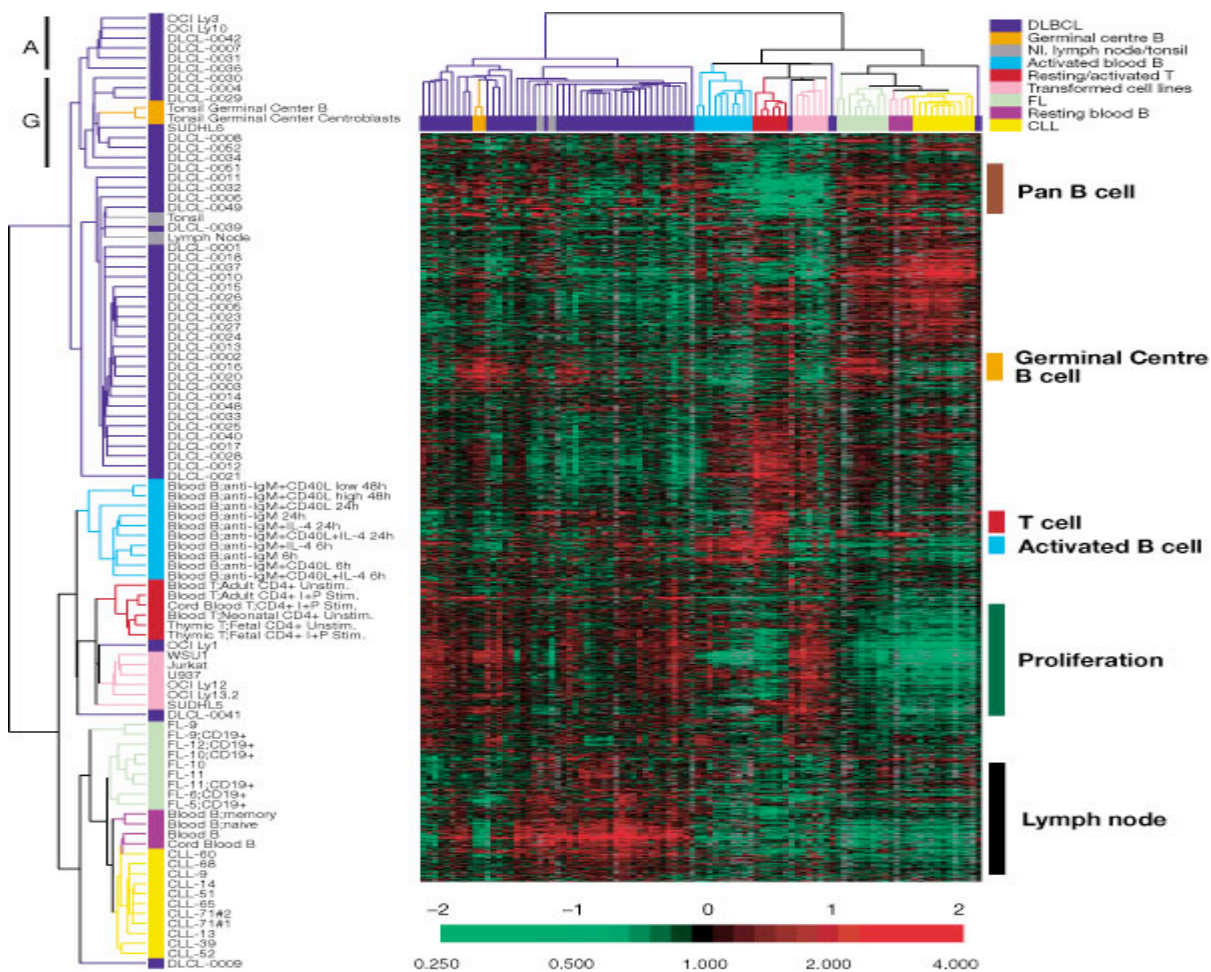 A
G
OCI Ly3
OCI Ly10
DLCL-0042
DLCL-0007
DLCL-0031
DLCL-0036
DLCL-0030
DLCL-0004
DLCL-0029
Tonsil Germinal Center B
Tonsil Germinal Center Centroblasts
SUDHL6
DLCL-0008
DLCL-0052
DLCL-0034
DLCL-0051
DLCL-0011
DLCL-0032
DLCL-0006
DLCL-0049
Tonsil
DLCL-0039
Lymph Node
DLCL-0001
DLCL-0018
DLCL-0037
DLCL-0010
DLCL-0015
DLCL-0026
DLCL-0005
DLCL-0023
DLCL-0027
DLCL-0024
DLCL-0013
DLCL-0002
DLCL-0016
DLCL-0020
DLCL-0003
DLCL-0014
DLCL-0048
DLCL-0033
DLCL-0025
DLCL-0040
DLCL-0017
DLCL-0028
DLCL-0012
DLCL-0021
Blood B;anti-IgM+CD40L low 48h
Blood B;anti-IgM+CD40L high 48h
Blood B;anti-IgM+CD40L 24h
Blood B;anti-IgM 24h
Blood B;anti-IgM+IL-4 24h
Blood B;anti-IgM+CD40L+IL-4 24h
Blood B;anti-IgM+IL-4 6h
Blood B;anti-IgM 6h
Blood B;anti-IgM+CD40L 6h
Blood B;anti-IgM+CD40L+IL-4 6h
Blood T;Adult CD4+ Unstim.
Blood T;Adult CD4+ I+P Stim.
Cord Blood T;CD4+ I+P Stim.
Blood T;Neonatal CD4+ Unstim.
Thymic T;Fetal CD4+ Unstim.
Thymic T;Fetal CD4+ I+P Stim.
OCI Ly1
WSU1
Jurkat
U937
OCI Ly12
OCI Ly13.2
SUDHL5
DLCL-0041
FL-9
FL-9;CD19+
FL-12;CD19+
FL-10;CD19+
FL-10
FL-11
FL-11;CD19+
FL-6;CD19+
FL-5;CD19+
Blood B;memory
Blood B;naive
Blood B
Cord Blood B
CLL-60
CLL-68
CLL-9
CLL-14
CLL-51
CLL-65
CLL-71#2
CLL-71#1
CLL-13
CLL-39
CLL-52
DLCL-0009
DLBCL
Germinal centre B
Nl. lymph node/tonsil
Activated blood B
Resting/activated T
Transformed cell lines
FL
Resting blood B
CLL
Pan B cell
Germinal Centre
B cell
T cell
Activated B cell
Proliferation
Lymph node
-2 -1 0 1 2
0.250 0.500 1.000 2.000 4.000